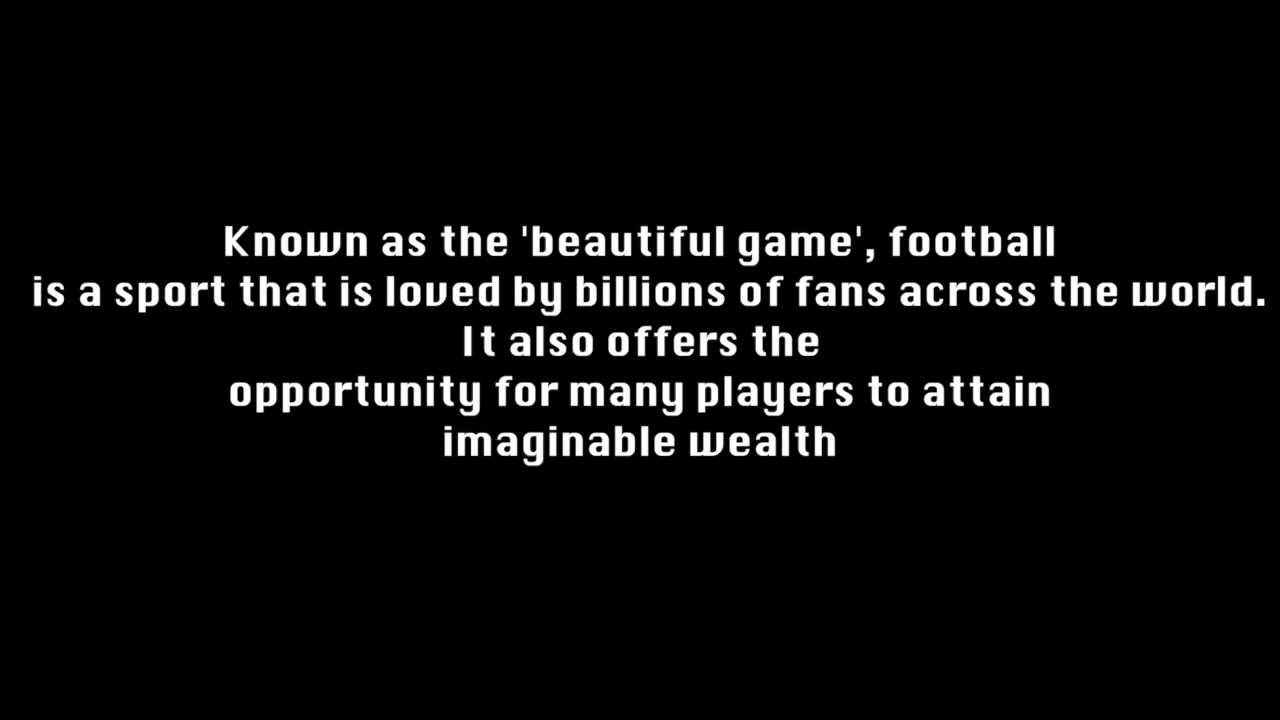 Known as the 'beautiful game', football
is a sport that is loved by billions of fans across the world.
It also offers the
opportunity for many players to attain
imaginable wealth